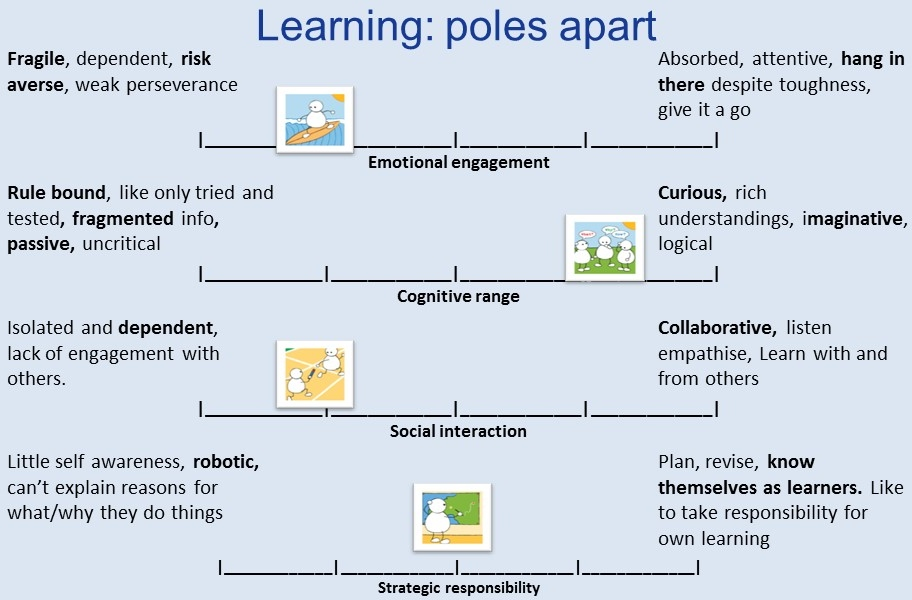 Learning: poles apart
Fragile, dependent, risk
averse, weak perseverance
Absorbed, attentive, hang in
there despite toughness,
give it a go
Emotional engagement
Rule bound, like only tried and
tested, fragmented info,
passive, uncritical
Curious, rich
understandings, imaginative,
logical
Cognitive range
Isolated and dependent,
lack of engagement with
others.
Collaborative, listen
empathise, Learn with and
from others
Social interaction
Little self awareness, robotic,
can't explain reasons for
what/why they do things
Plan, revise, know
themselves as learners. Like
to take responsibility for
own learning
Strategic responsibility